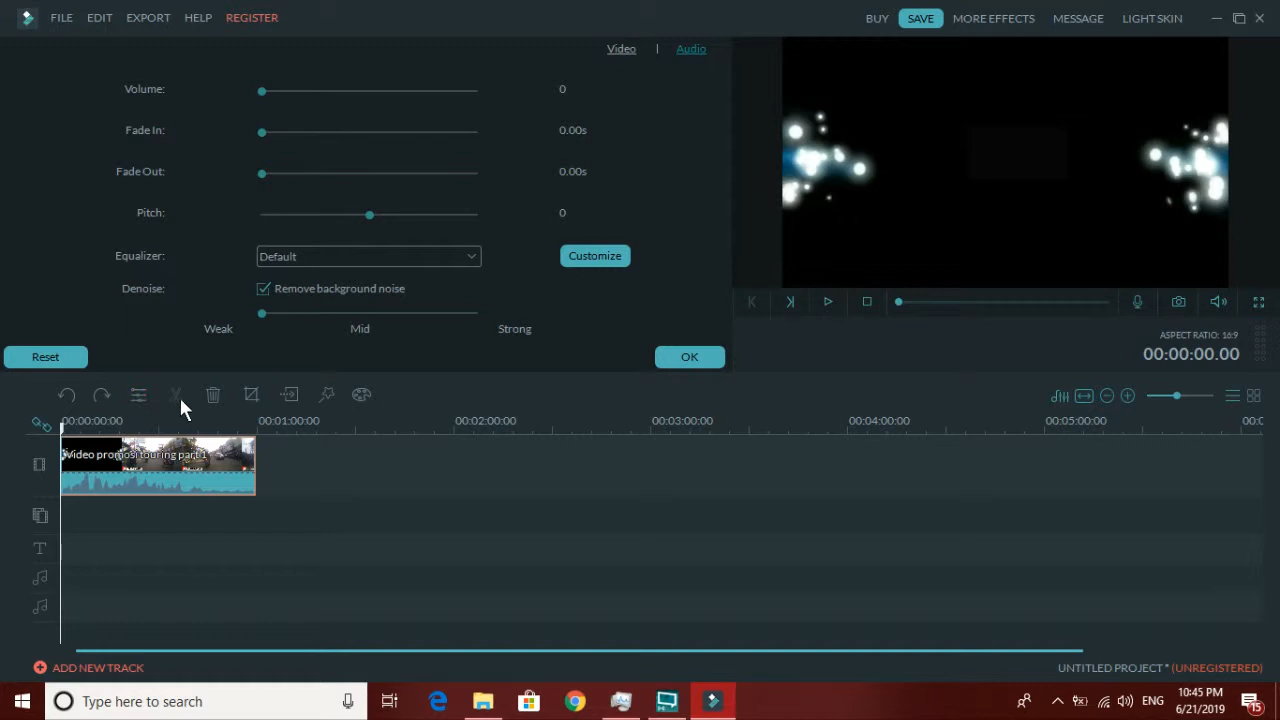 FILE EDIT EXPORT HELP REGISTER BUY SAVE MORE EFFECTS MESSAGE LIGHT SKIN
Video | Audio
Volume: 0
Fade In: 0.00s
Fade Out: 0.00s
Pitch: 0
Equalizer: Default Customize
Denoise: Remove background noise
Weak Mid Strong
Reset OK
ASPECT RATIO: 16:9
00:00:00.00
00:00:00:00 00:01:00:00 00:02:00:00 00:03:00:00 00:04:00:00 00:05:00:00 00:0
Video promosi touring part 1
T
ADD NEW TRACK UNTITLED PROJECT * (UNREGISTERED)
Type here to search
ENG
10:45 PM
6/21/2019
15